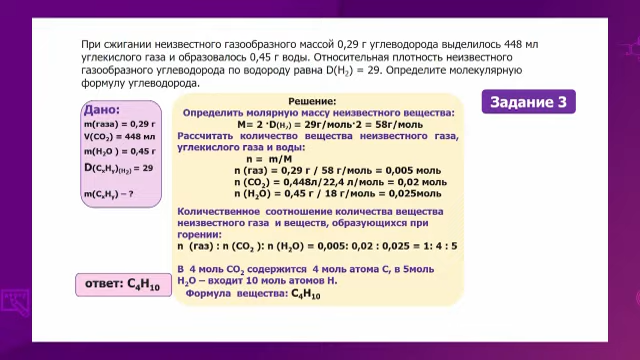 При сжигании неизвестного газообразного массой 0,29 г углеводорода выделилось 448 мл
углекислого газа и образовалось 0,45 г воды. Относительная плотность неизвестного
газообразного углеводорода по водороду равна D(H₂) = 29. Определите молекулярную
формулу углеводорода.
Задание 3
Дано:
m(газа) = 0,29 г
V(CO₂) = 448 мл
m(H₂O ) = 0,45 г
D(CₓHᵧ)(H₂) = 29
m(CₓHᵧ) – ?
Решение:
Определить молярную массу неизвестного вещества:
M= 2 ·D(H₂) = 29г/моль·2 = 58г/моль
Рассчитать количество вещества неизвестного газа,
углекислого газа и воды:
n = m/M
n (газ) = 0,29 г / 58 г/моль = 0,005 моль
n (CO₂) = 0,448л/22,4 л/моль = 0,02 моль
n (H₂O) = 0,45 г / 18 г/моль = 0,025моль
Количественное соотношение количества вещества
неизвестного газа и веществ, образующихся при
горении:
n (газ) : n (CO₂ ): n (H₂O) = 0,005: 0,02 : 0,025 = 1: 4 : 5
В 4 моль CO₂ содержится 4 моль атома С, в 5моль
H₂O – входит 10 моль атомов Н.
Формула вещества: C₄H₁₀
ответ: C₄H₁₀